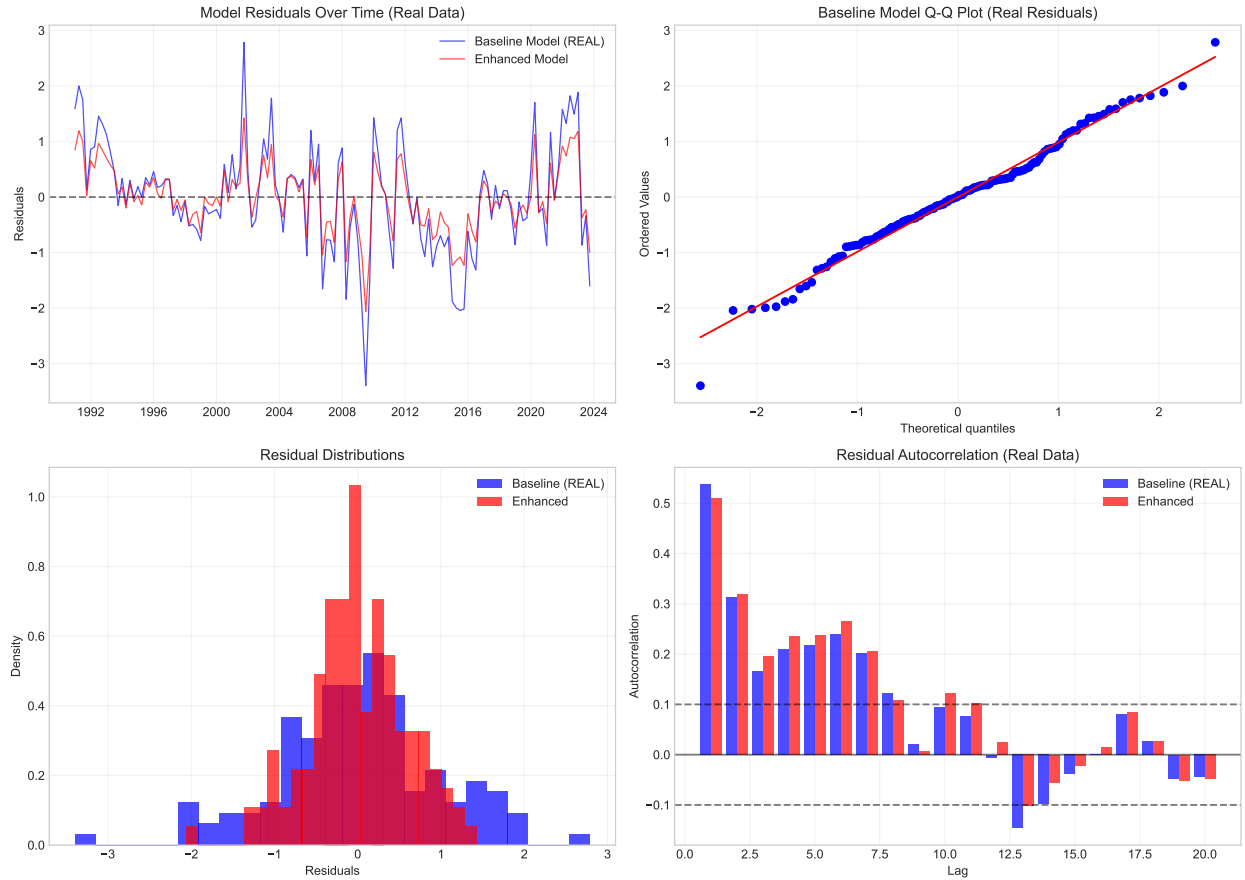 Model Residuals Over Time (Real Data)
Baseline Model (REAL)
Enhanced Model
Residuals
3
2
1
0
−1
−2
−3
1992 1996 2000 2004 2008 2012 2016 2020 2024
Baseline Model Q-Q Plot (Real Residuals)
Ordered Values
3
2
1
0
−1
−2
−3
−2 −1 0 1 2
Theoretical quantiles
Residual Distributions
Baseline (REAL)
Enhanced
Density
1.0
0.8
0.6
0.4
0.2
0.0
−3 −2 −1 0 1 2 3
Residuals
Residual Autocorrelation (Real Data)
Baseline (REAL)
Enhanced
Autocorrelation
0.5
0.4
0.3
0.2
0.1
0.0
−0.1
0.0 2.5 5.0 7.5 10.0 12.5 15.0 17.5 20.0
Lag